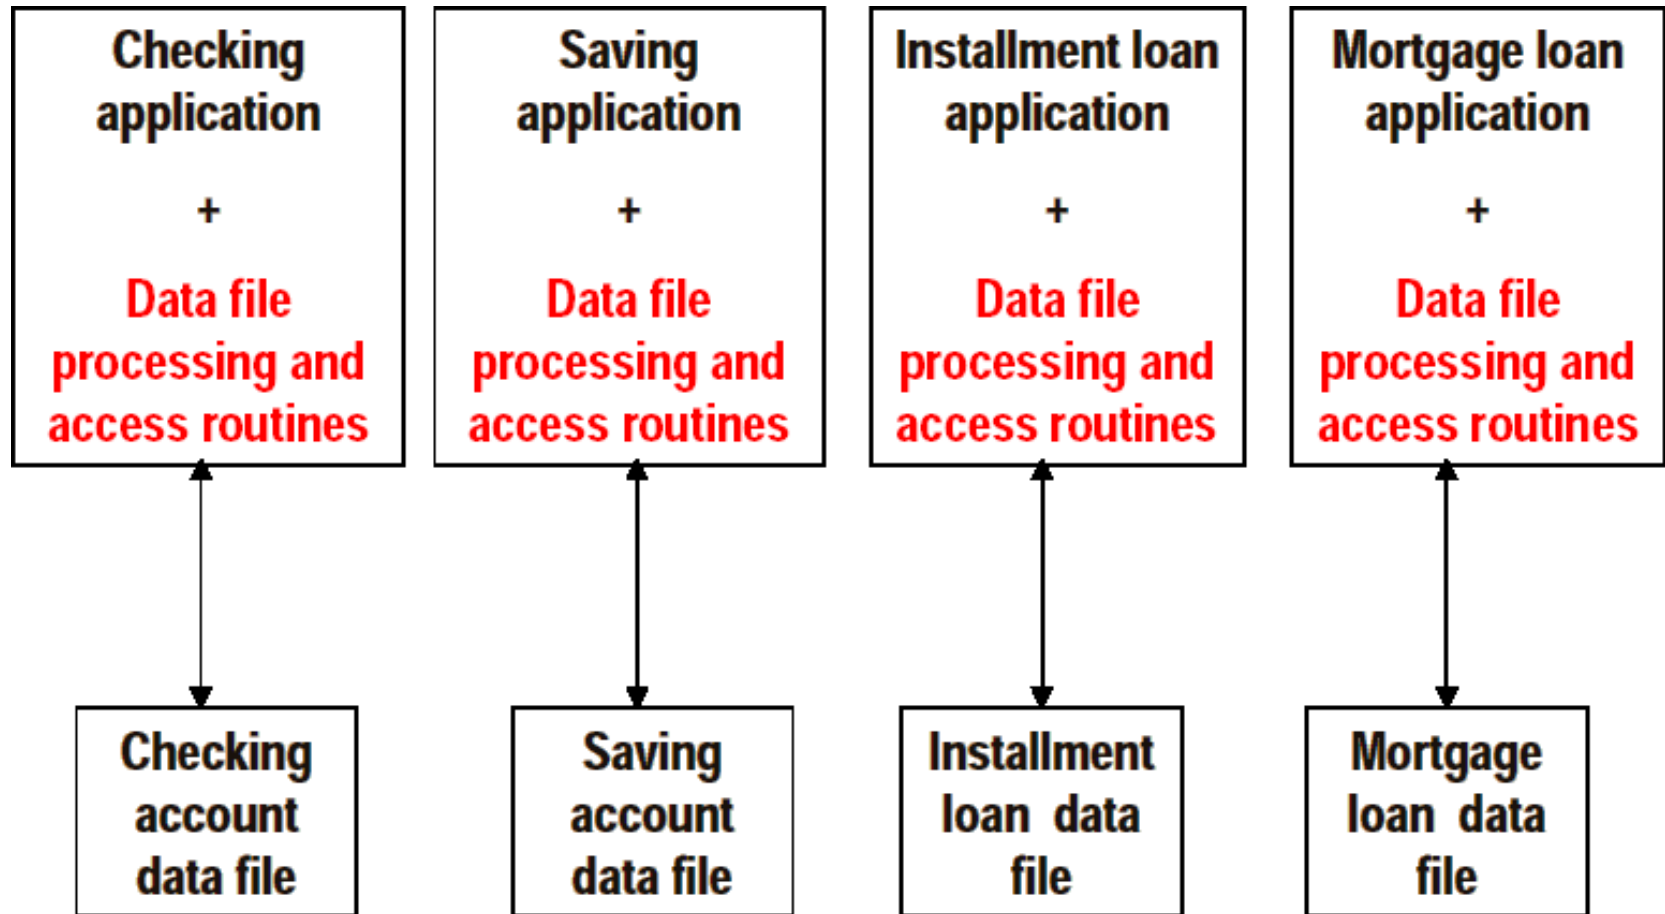 Checking
application
+
Data file
processing and
access routines
Saving
application
+
Data file
processing and
access routines
Installment loan
application
+
Data file
processing and
access routines
Mortgage loan
application
+
Data file
processing and
access routines
Checking
account
data file
Saving
account
data file
Installment
loan data
file
Mortgage
loan data
file